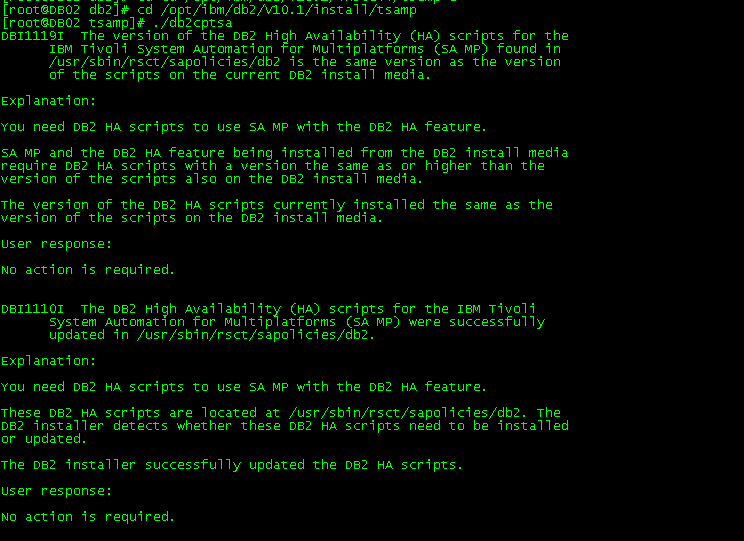 [root@DB02 db2]# cd /opt/ibm/db2/V10.1/install/tsamp
[root@DB02 tsamp]# ./db2cptsa
DBI1119I  The version of the DB2 High Availability (HA) scripts for the
      IBM Tivoli System Automation for Multiplatforms (SA MP) found in
      /usr/sbin/rsct/sapolicies/db2 is the same version as the version
      of the scripts on the current DB2 install media.
Explanation:
You need DB2 HA scripts to use SA MP with the DB2 HA feature.
SA MP and the DB2 HA feature being installed from the DB2 install media
require DB2 HA scripts with a version the same as or higher than the
version of the scripts also on the DB2 install media.
The version of the DB2 HA scripts currently installed the same as the
version of the scripts on the DB2 install media.
User response:
No action is required.
DBI1110I  The DB2 High Availability (HA) scripts for the IBM Tivoli
      System Automation for Multiplatforms (SA MP) were successfully
      updated in /usr/sbin/rsct/sapolicies/db2.
Explanation:
You need DB2 HA scripts to use SA MP with the DB2 HA feature.
These DB2 HA scripts are located at /usr/sbin/rsct/sapolicies/db2. The
DB2 installer detects whether these DB2 HA scripts need to be installed
or updated.
The DB2 installer successfully updated the DB2 HA scripts.
User response:
No action is required.